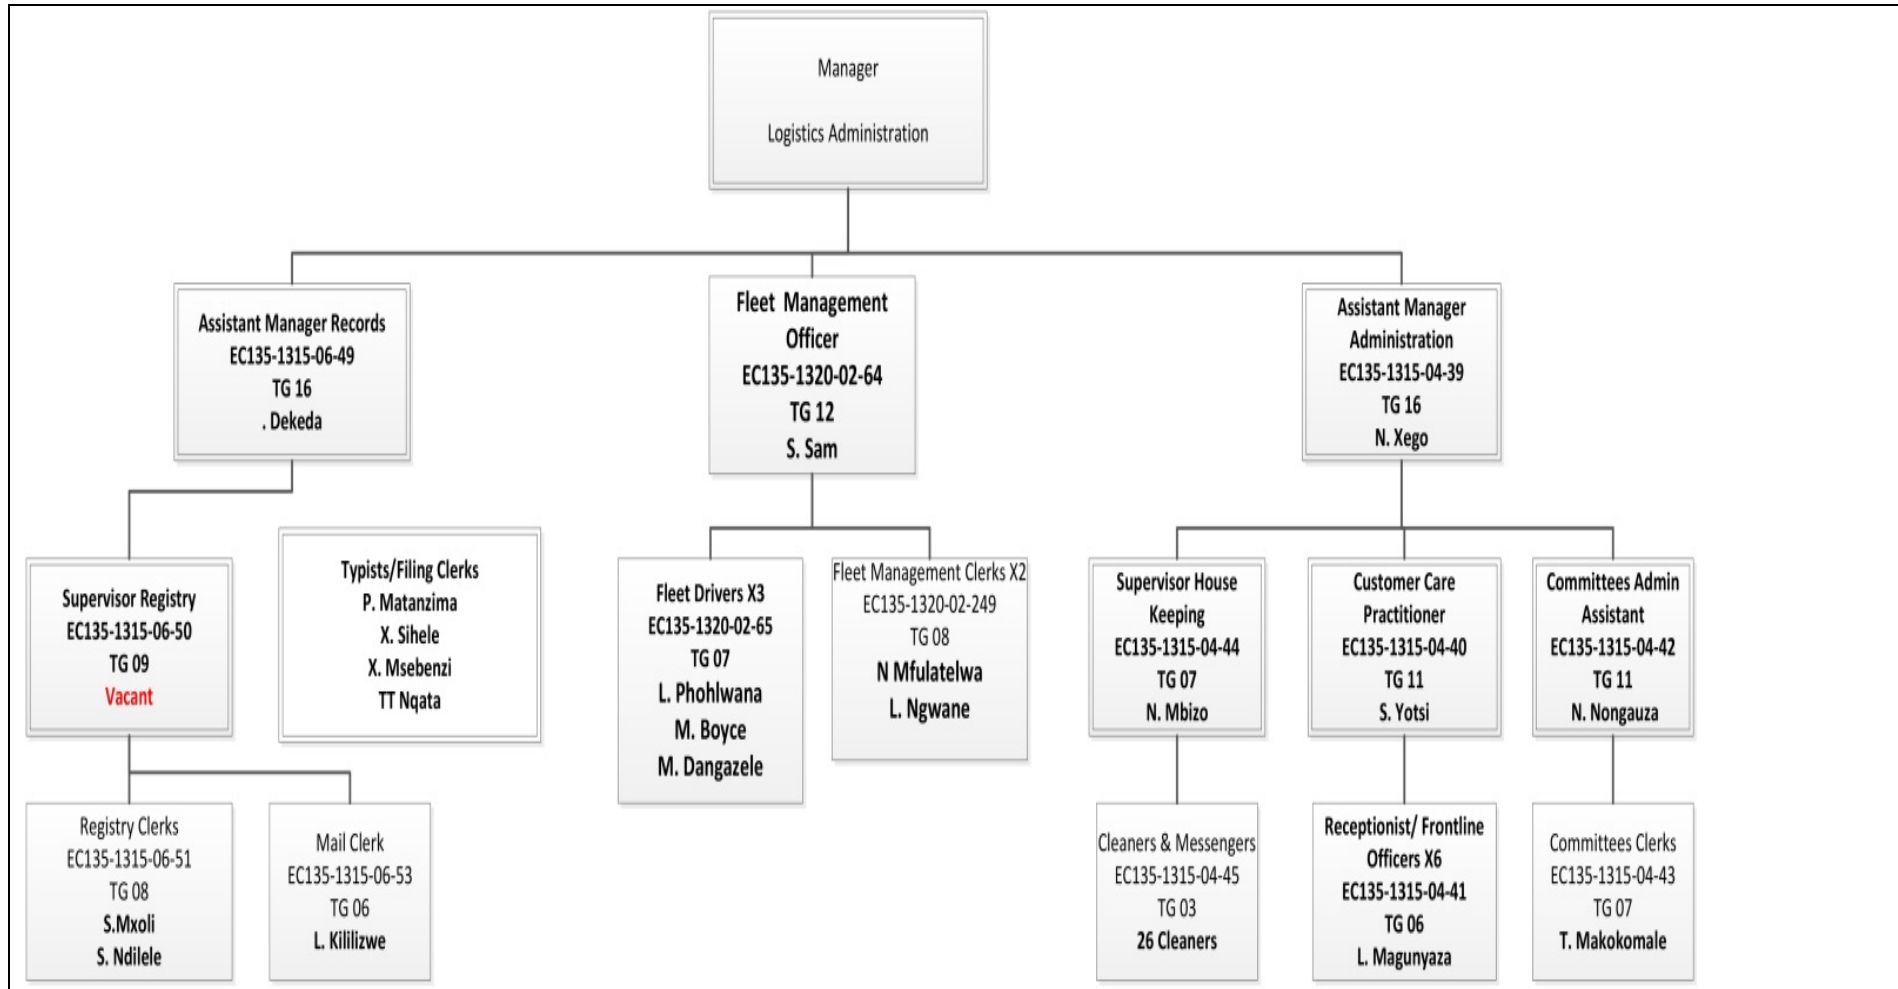 Manager
Logistics Administration
Assistant Manager Records
EC135-1315-06-49
TG 16
. Dekeda
Fleet Management
Officer
EC135-1320-02-64
TG 12
S. Sam
Assistant Manager
Administration
EC135-1315-04-39
TG 16
N. Xego
Supervisor Registry
EC135-1315-06-50
TG 09
Vacant
Typists/Filing Clerks
P. Matanzima
X. Sihele
X. Msebenzi
TT Nqata
Fleet Drivers X3
EC135-1320-02-65
TG 07
L. Phohlwana
M. Boyce
M. Dangazele
Fleet Management Clerks X2
EC135-1320-02-249
TG 08
N Mfulatelwa
L. Ngwane
Supervisor House
Keeping
EC135-1315-04-44
TG 07
N. Mbizo
Customer Care
Practitioner
EC135-1315-04-40
TG 11
S. Yotsi
Committees Admin
Assistant
EC135-1315-04-42
TG 11
N. Nongauza
Registry Clerks
EC135-1315-06-51
TG 08
S.Mxoli
S. Ndilele
Mail Clerk
EC135-1315-06-53
TG 06
L. Kililizwe
Cleaners & Messengers
EC135-1315-04-45
TG 03
26 Cleaners
Receptionist/ Frontline
Officers X6
EC135-1315-04-41
TG 06
L. Magunyaza
Committees Clerks
EC135-1315-04-43
TG 07
T. Makokomale